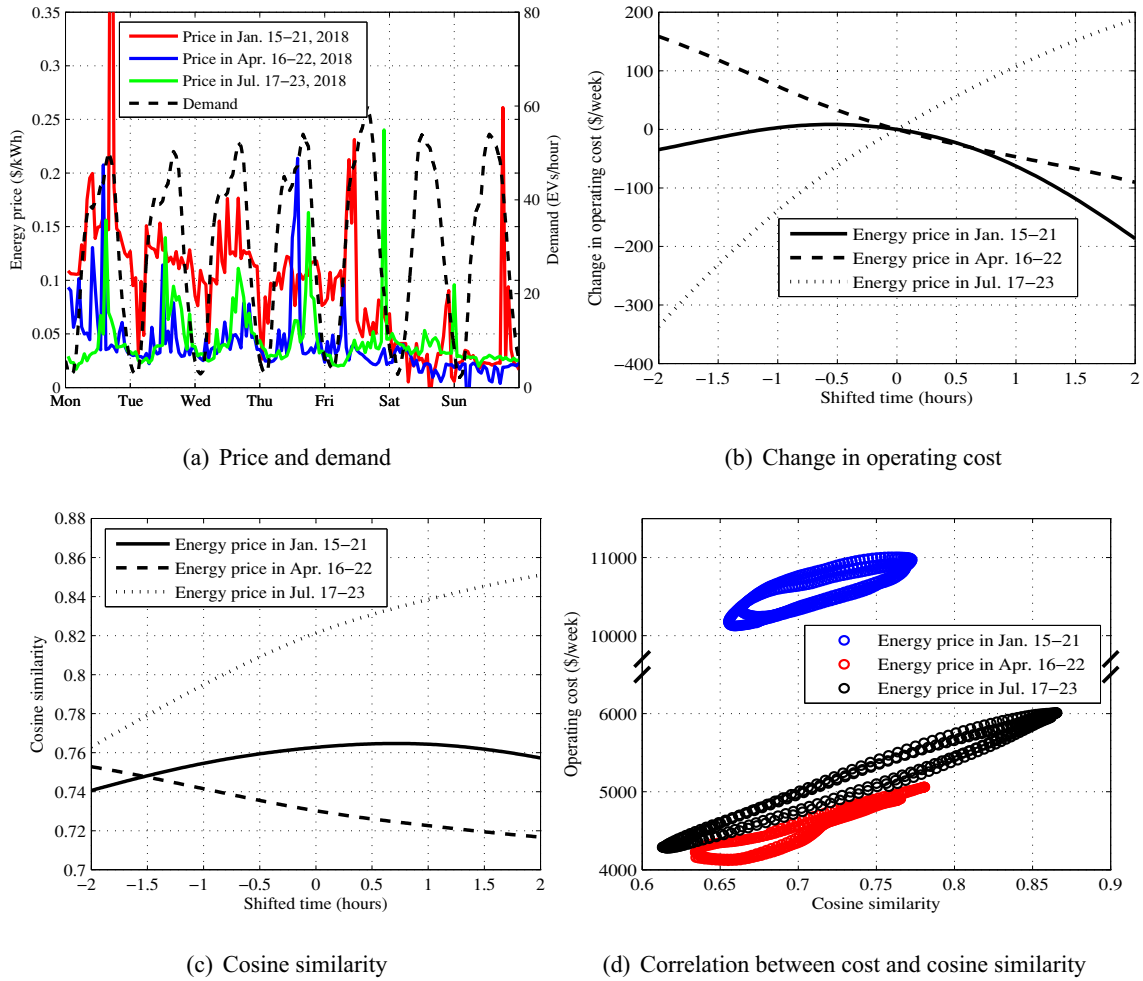 0.35
0.3
0.25
0.2
0.15
0.1
0.05
0
Energy price ($/kWh)
80
60
40
20
0
Demand (EVs/hour)
Price in Jan. 15−21, 2018
Price in Apr. 16−22, 2018
Price in Jul. 17−23, 2018
Demand
Mon Tue Wed Thu Fri Sat Sun
(a) Price and demand
200
100
0
−100
−200
−300
−400
Change in operating cost ($/week)
Energy price in Jan. 15−21
Energy price in Apr. 16−22
Energy price in Jul. 17−23
−2 −1.5 −1 −0.5 0 0.5 1 1.5 2
Shifted time (hours)
(b) Change in operating cost
0.88
0.86
0.84
0.82
0.8
0.78
0.76
0.74
0.72
0.7
Cosine similarity
Energy price in Jan. 15−21
Energy price in Apr. 16−22
Energy price in Jul. 17−23
−2 −1.5 −1 −0.5 0 0.5 1 1.5 2
Shifted time (hours)
(c) Cosine similarity
11000
10000
6000
5000
4000
Operating cost ($/week)
Energy price in Jan. 15−21
Energy price in Apr. 16−22
Energy price in Jul. 17−23
0.6 0.65 0.7 0.75 0.8 0.85 0.9
Cosine similarity
(d) Correlation between cost and cosine similarity